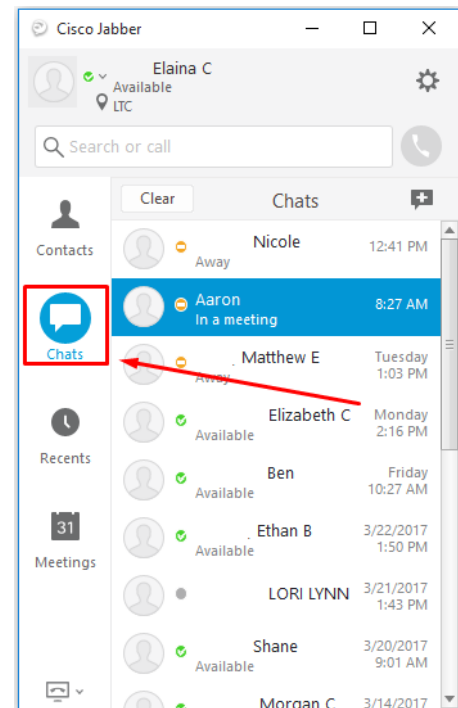 Cisco Jabber
Elaina C
Available
LTC
Search or call
Clear
Chats
Contacts
Chats
Recents
31
Meetings
Nicole
12:41 PM
Away
Aaron
8:27 AM
In a meeting
Matthew E
Tuesday
1:03 PM
Away
Elizabeth C
Monday
2:16 PM
Available
Ben
Friday
10:27 AM
Available
Ethan B
3/22/2017
1:50 PM
Available
LORI LYNN
3/21/2017
1:43 PM
Shane
3/20/2017
9:01 AM
Available
Morgan C
3/14/2017